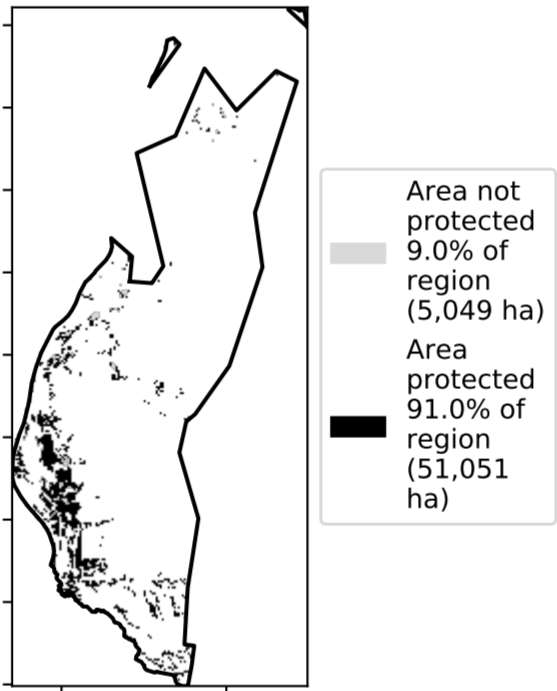 Area not
protected
9.0% of
region
(5,049 ha)
Area
protected
91.0% of
region
(51,051
ha)